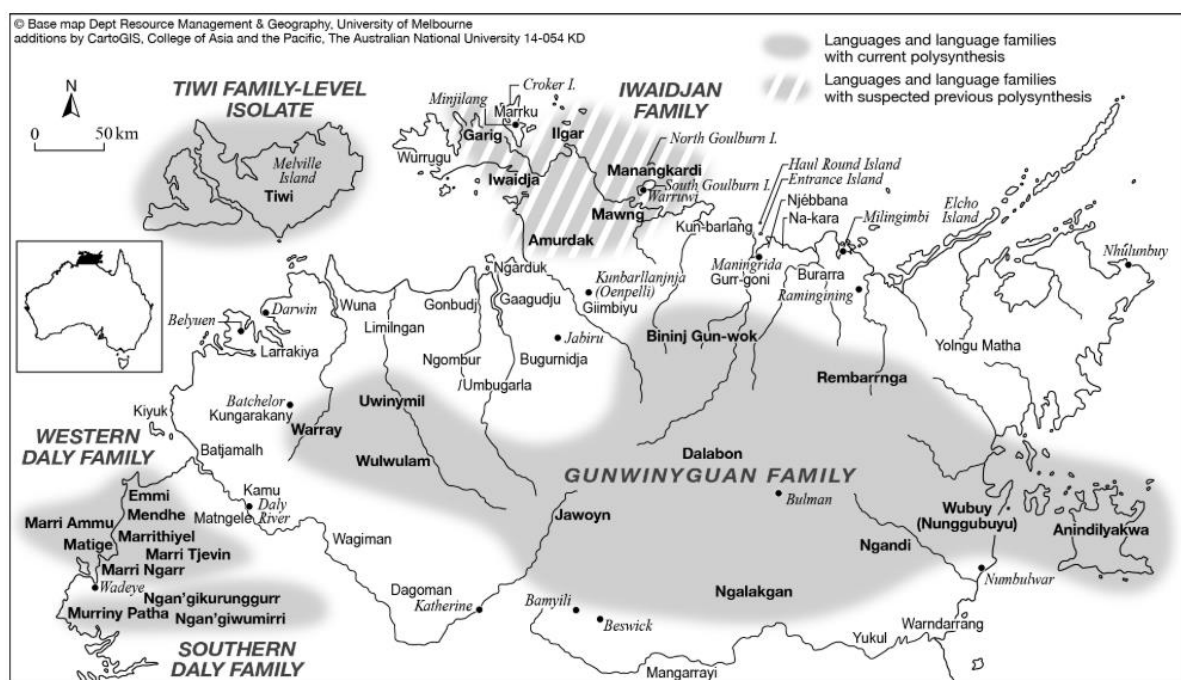 © Base map Dept Resource Management & Geography, University of Melbourne
additions by CartoGIS, College of Asia and the Pacific, The Australian National University 14-054 KD
Languages and language families
with current polysynthesis
Languages and language families
with suspected previous polysynthesis
N
0 50 km
TIWI FAMILY-LEVEL
ISOLATE
Melville
Island
Tiwi
IWAIDJAN
FAMILY
Croker I.
Minjilang
Marrku
Garig
Ilgar
Wurrugu
Iwaidja
North Goulburn I.
Manangkardi
South Goulburn I.
Warruwi
Mawng
Amurdak
Haul Round Island
Entrance Island
Njébbana
Na-kara
Kun-barlang
Milingimbi
Elcho
Island
Nhulunbuy
Maningrida
Gurr-goni
Burarra
Ramingining
Yolngu Matha
Ngarduk
Kunbarllanjnja
(Oenpelli)
Giimbiyu
Wuna
Gonbudj
Gaagudju
Limilngan
Darwin
Belyuen
Larrakiya
Jabiru
Ngombur
Bugurnidja
Umbugarla
Bininj Gun-wok
Rembarrnga
Batchelor
Kungarakany
Uwinymil
Warray
Wulwulam
Dalabon
GUNWINYGUAN FAMILY
Bulman
Jawoyn
Wubuy
(Nunggubuyu)
Anindilyakwa
Ngandi
Numbulwar
Ngalakgan
Kiyuk
WESTERN
DALY FAMILY
Batjamalh
Emmi
Mendhe
Kamu
Daly
River
Matngele
Marri Ammu
Marrithiyel
Matige
Marri Tjevin
Marri Ngarr
Wadeye
Ngan'gikurunggurr
Murriny Patha
Ngan'giwumirri
SOUTHERN
DALY FAMILY
Wagiman
Dagoman
Katherine
Bamyili
Beswick
Mangarrayi
Yukul
Warndarrang